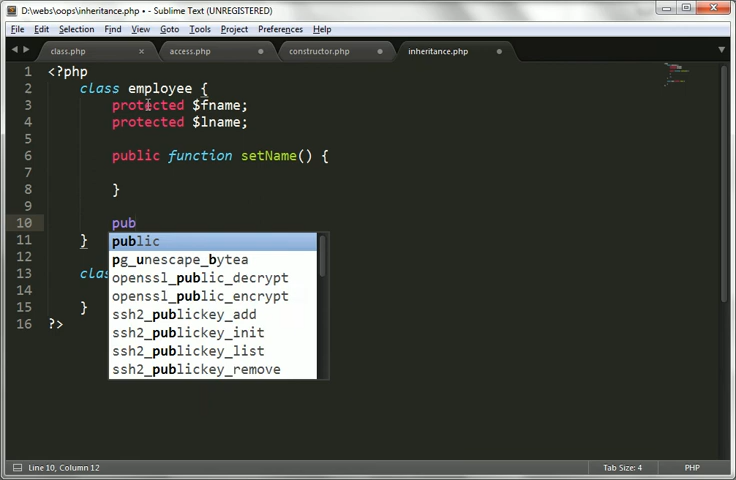 D:\webs\oops\inheritance.php • - Sublime Text (UNREGISTERED)
File Edit Selection Find View Goto Tools Project Preferences Help
class.php access.php constructor.php inheritance.php
1 <?php
2 class employee {
3 protected $fname;
4 protected $lname;
5
6 public function setName() {
7
8 }
9
10 pub
public
11 }
pg_unescape_bytea
12
openssl_public_decrypt
13 clas
openssl_public_encrypt
14
ssh2_publickey_add
15 }
ssh2_publickey_init
16 ?>
ssh2_publickey_list
ssh2_publickey_remove
Line 10, Column 12 Tab Size: 4 PHP